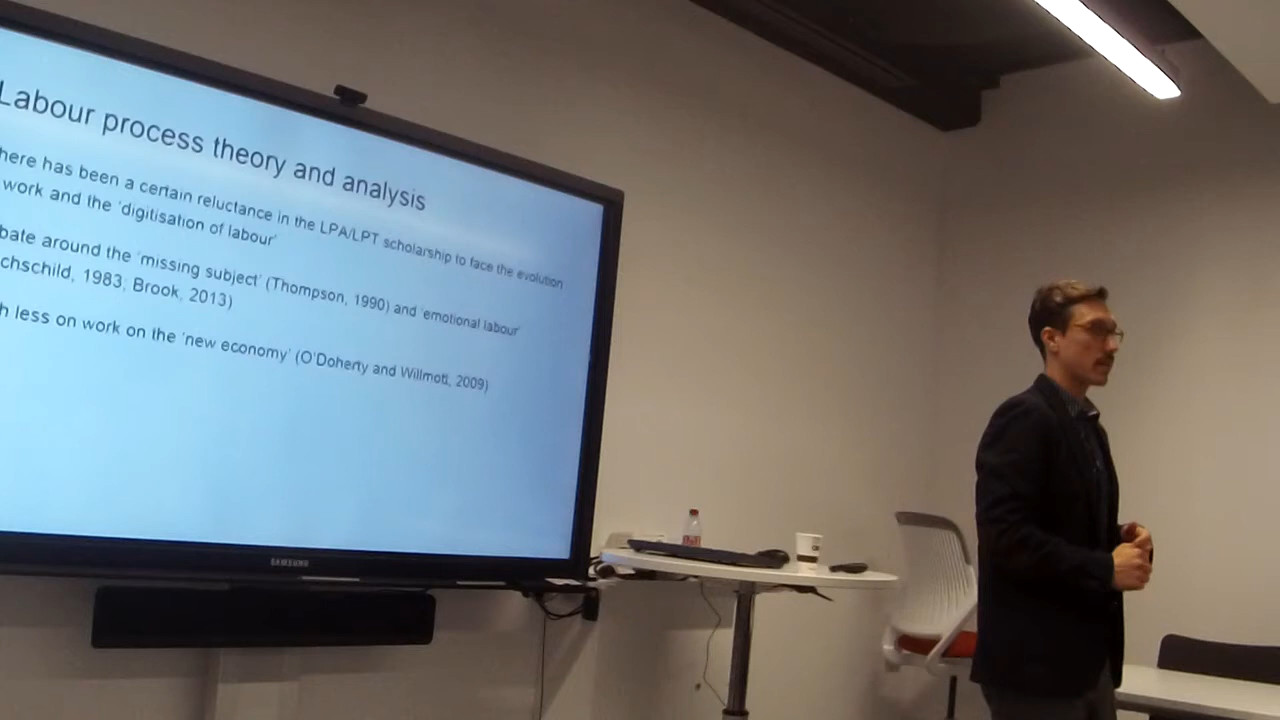 Labour process theory and analysis
here has been a certain reluctance in the LPA/LPT scholarship to face the evolution
work and the 'digitisation of labour'
bate around the 'missing subject' (Thompson, 1990) and 'emotional labour'
chschild, 1983; Brook, 2013)
h less on work on the 'new economy' (O'Doherty and Willmott, 2009)
SAMSUNG